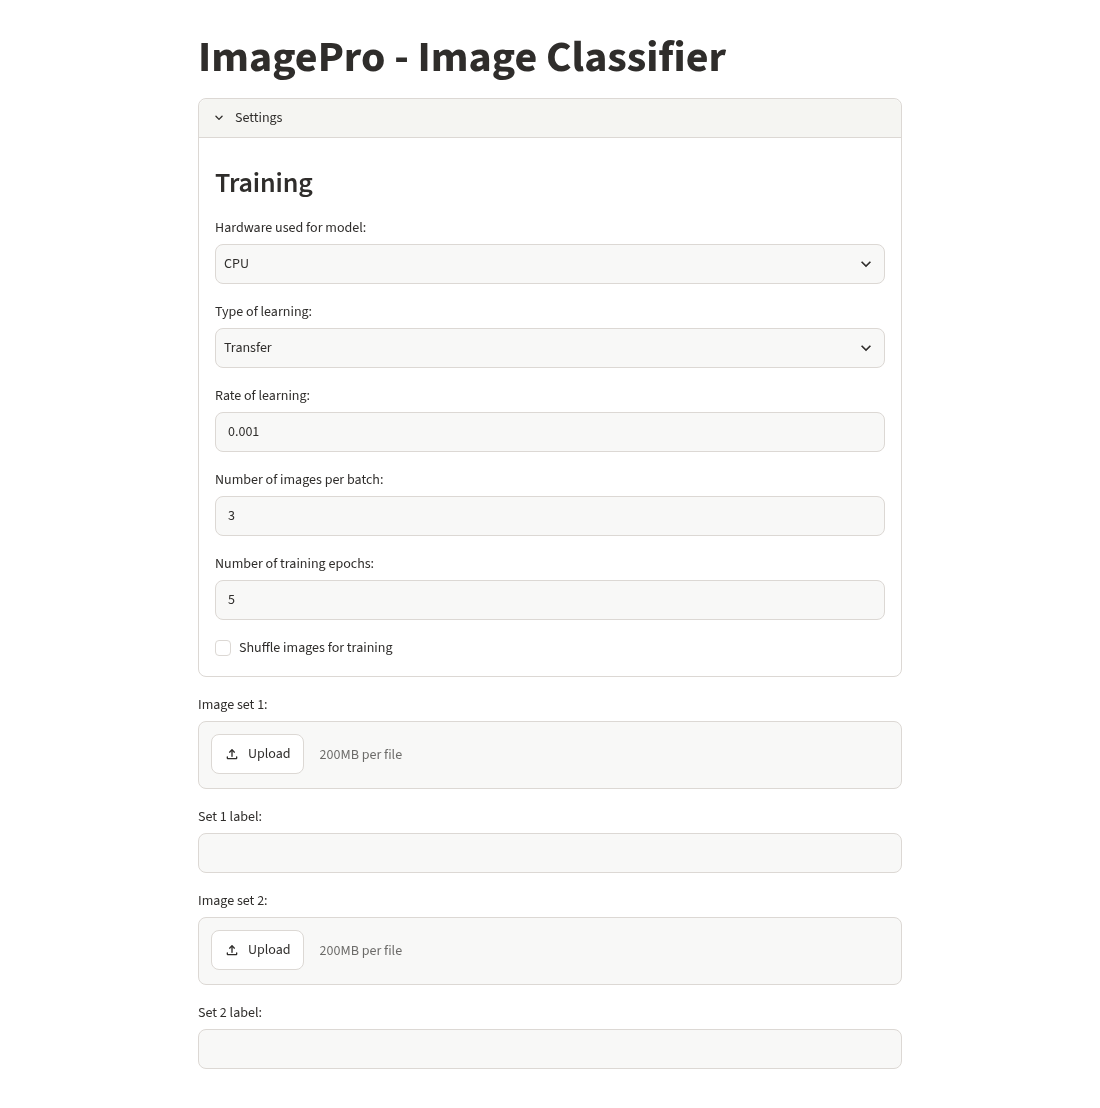 ImagePro - Image Classifier
Settings
Training
Hardware used for model:
CPU
Type of learning:
Transfer
Rate of learning:
0.001
Number of images per batch:
3
Number of training epochs:
5
Shuffle images for training
Image set 1:
Upload 200MB per file
Set 1 label:
Image set 2:
Upload 200MB per file
Set 2 label: